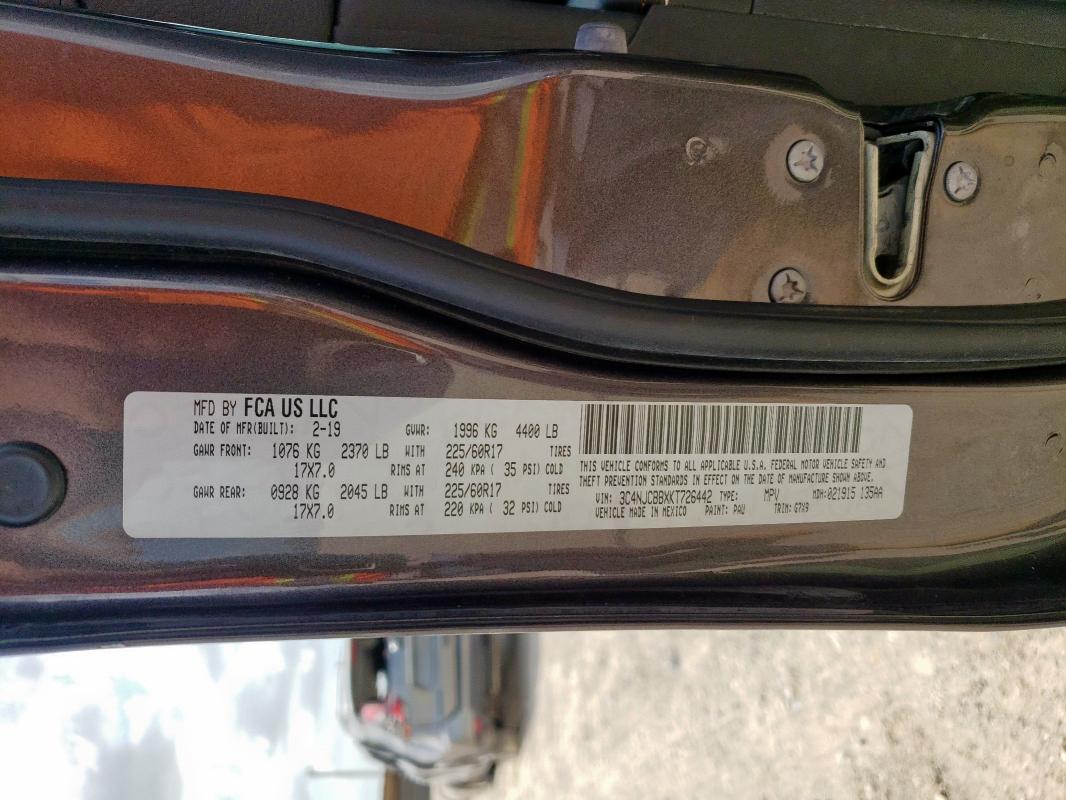 MFD BY FCA US LLC
DATE OF MFR(BUILT): 2-19 GVWR: 1996 KG 4400 LB
GAWR FRONT: 1076 KG 2370 LB WITH 225/60R17 TIRES
17X7.0 RIMS AT 240 KPA ( 35 PSI) COLD
GAWR REAR: 0928 KG 2045 LB WITH 225/60R17 TIRES
17X7.0 RIMS AT 220 KPA ( 32 PSI) COLD
THIS VEHICLE CONFORMS TO ALL APPLICABLE U.S.A. FEDERAL MOTOR VEHICLE SAFETY AND
THEFT PREVENTION STANDARDS IN EFFECT ON THE DATE OF MANUFACTURE SHOWN ABOVE.
VIN: 3C4NJCBBXKT726442 TYPE: MPV MDH:021915 135AA
VEHICLE MADE IN MEXICO PAINT: PAU TRIM: G7X9